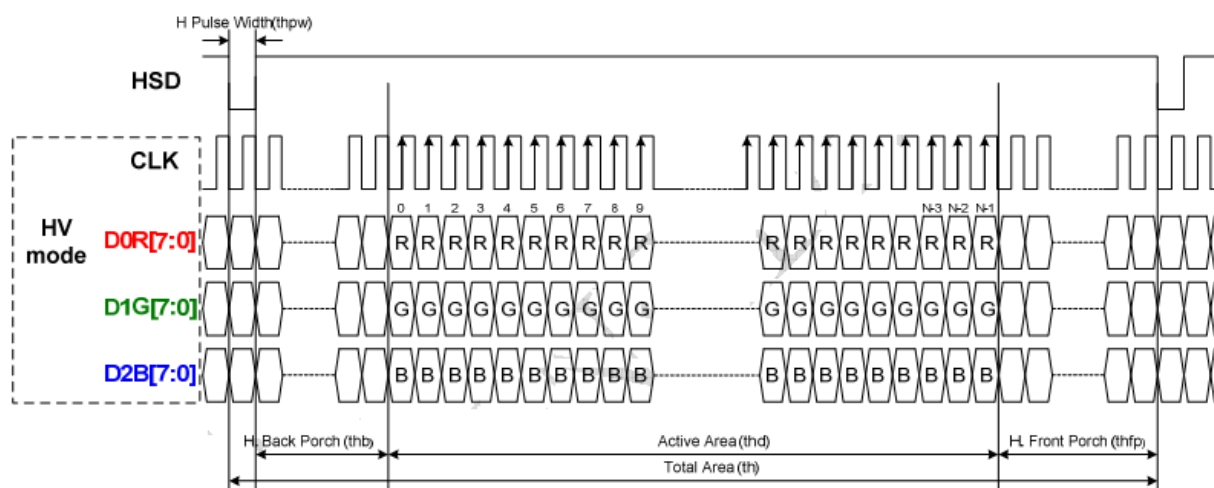 H Pulse Width(thpw)
HSD
CLK
0 1 2 3 4 5 6 7 8 9 N-3 N-2 N-1
HV
mode
D0R[7:0] R R R R R R R R R R R R R R R R R R R
D1G[7:0] G G G G G G G G G G G G G G G G G G G
D2B[7:0] B B B B B B B B B B B B B B B B B B B
H. Back Porch (thb) Active Area (thd) H. Front Porch (thfp)
Total Area (th)